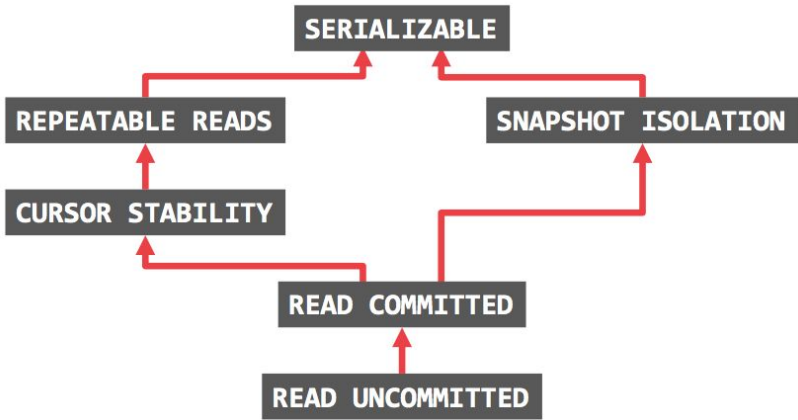 SERIALIZABLE
REPEATABLE READS
SNAPSHOT ISOLATION
CURSOR STABILITY
READ COMMITTED
READ UNCOMMITTED